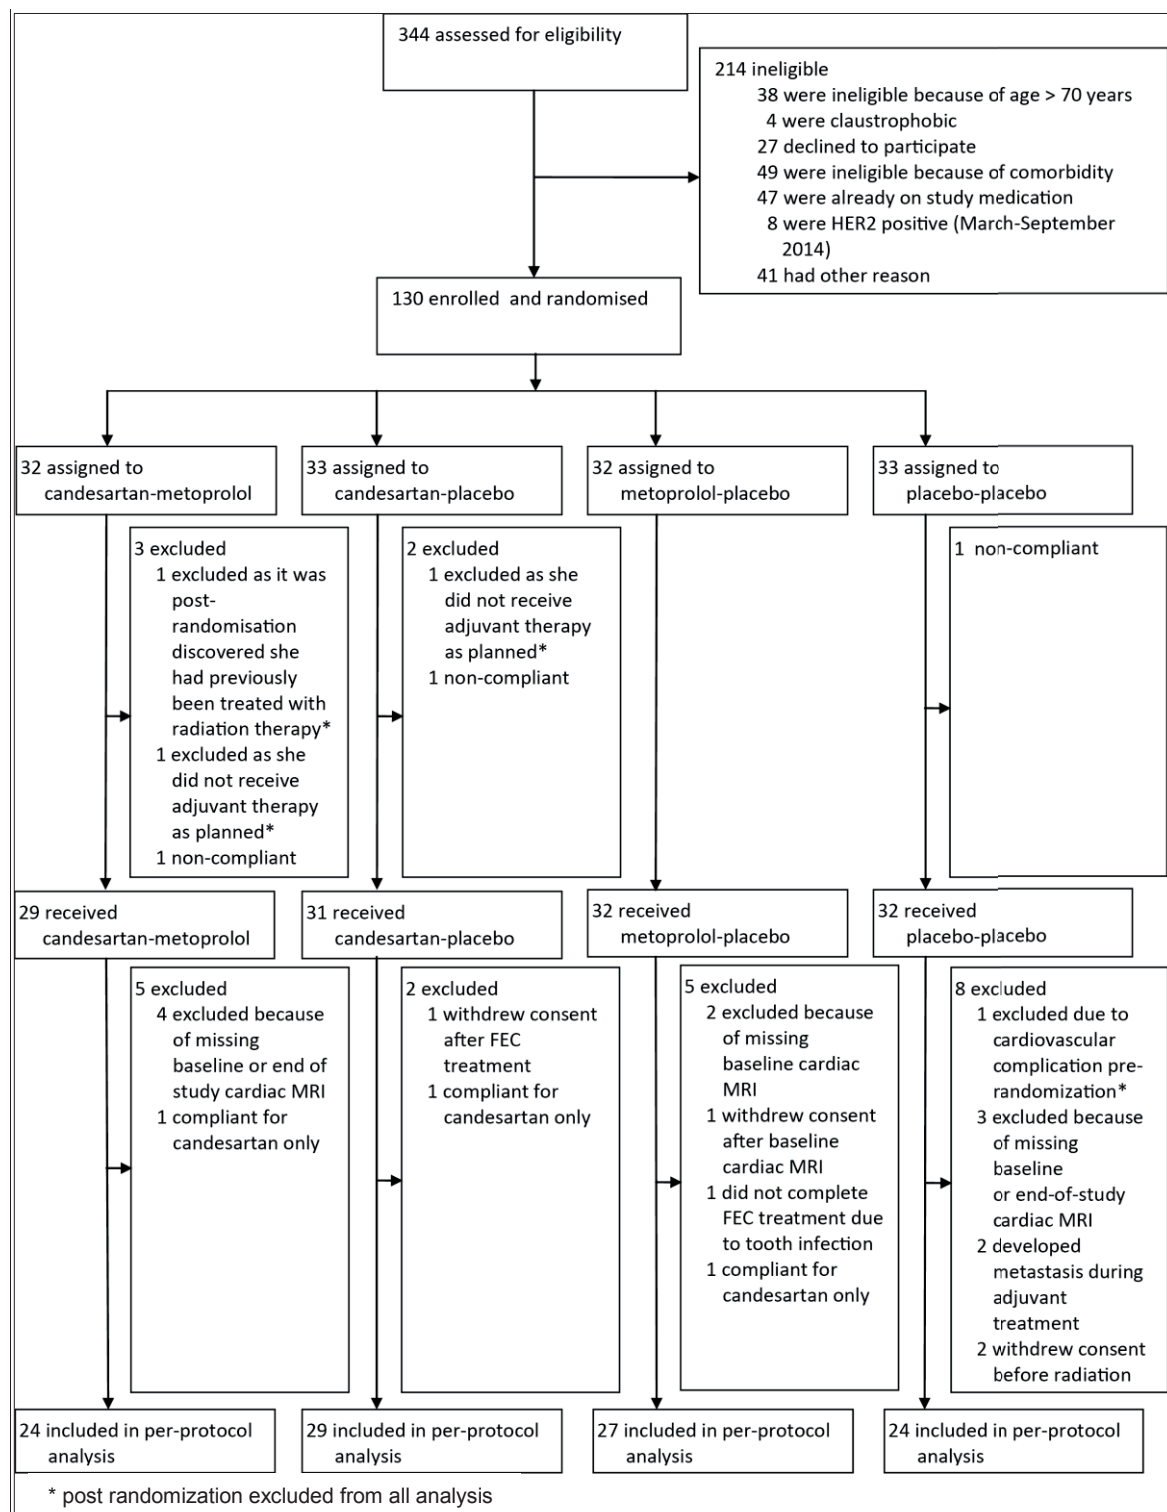 344 assessed for eligibility
214 ineligible
38 were ineligible because of age > 70 years
4 were claustrophobic
27 declined to participate
49 were ineligible because of comorbidity
47 were already on study medication
8 were HER2 positive (March-September
2014)
41 had other reason
130 enrolled and randomised
32 assigned to
candesartan-metoprolol
33 assigned to
candesartan-placebo
32 assigned to
metoprolol-placebo
33 assigned to
placebo-placebo
3 excluded
1 excluded as it was
post-
randomisation
discovered she
had previously
been treated with
radiation therapy*
1 excluded as she
did not receive
adjuvant therapy
as planned*
1 non-compliant
2 excluded
1 excluded as she
did not receive
adjuvant therapy
as planned*
1 non-compliant
1 non-compliant
29 received
candesartan-metoprolol
31 received
candesartan-placebo
32 received
metoprolol-placebo
32 received
placebo-placebo
5 excluded
4 excluded because
of missing
baseline or end of
study cardiac MRI
1 compliant for
candesartan only
2 excluded
1 withdrew consent
after FEC
treatment
1 compliant for
candesartan only
5 excluded
2 excluded because
of missing
baseline cardiac
MRI
1 withdrew consent
after baseline
cardiac MRI
1 did not complete
FEC treatment due
to tooth infection
1 compliant for
candesartan only
8 excluded
1 excluded due to
cardiovascular
complication pre-
randomization*
3 excluded because
of missing
baseline
or end-of-study
cardiac MRI
2 developed
metastasis during
adjuvant
treatment
2 withdrew consent
before radiation
24 included in per-protocol
analysis
29 included in per-protocol
analysis
27 included in per-protocol
analysis
24 included in per-protocol
analysis
* post randomization excluded from all analysis